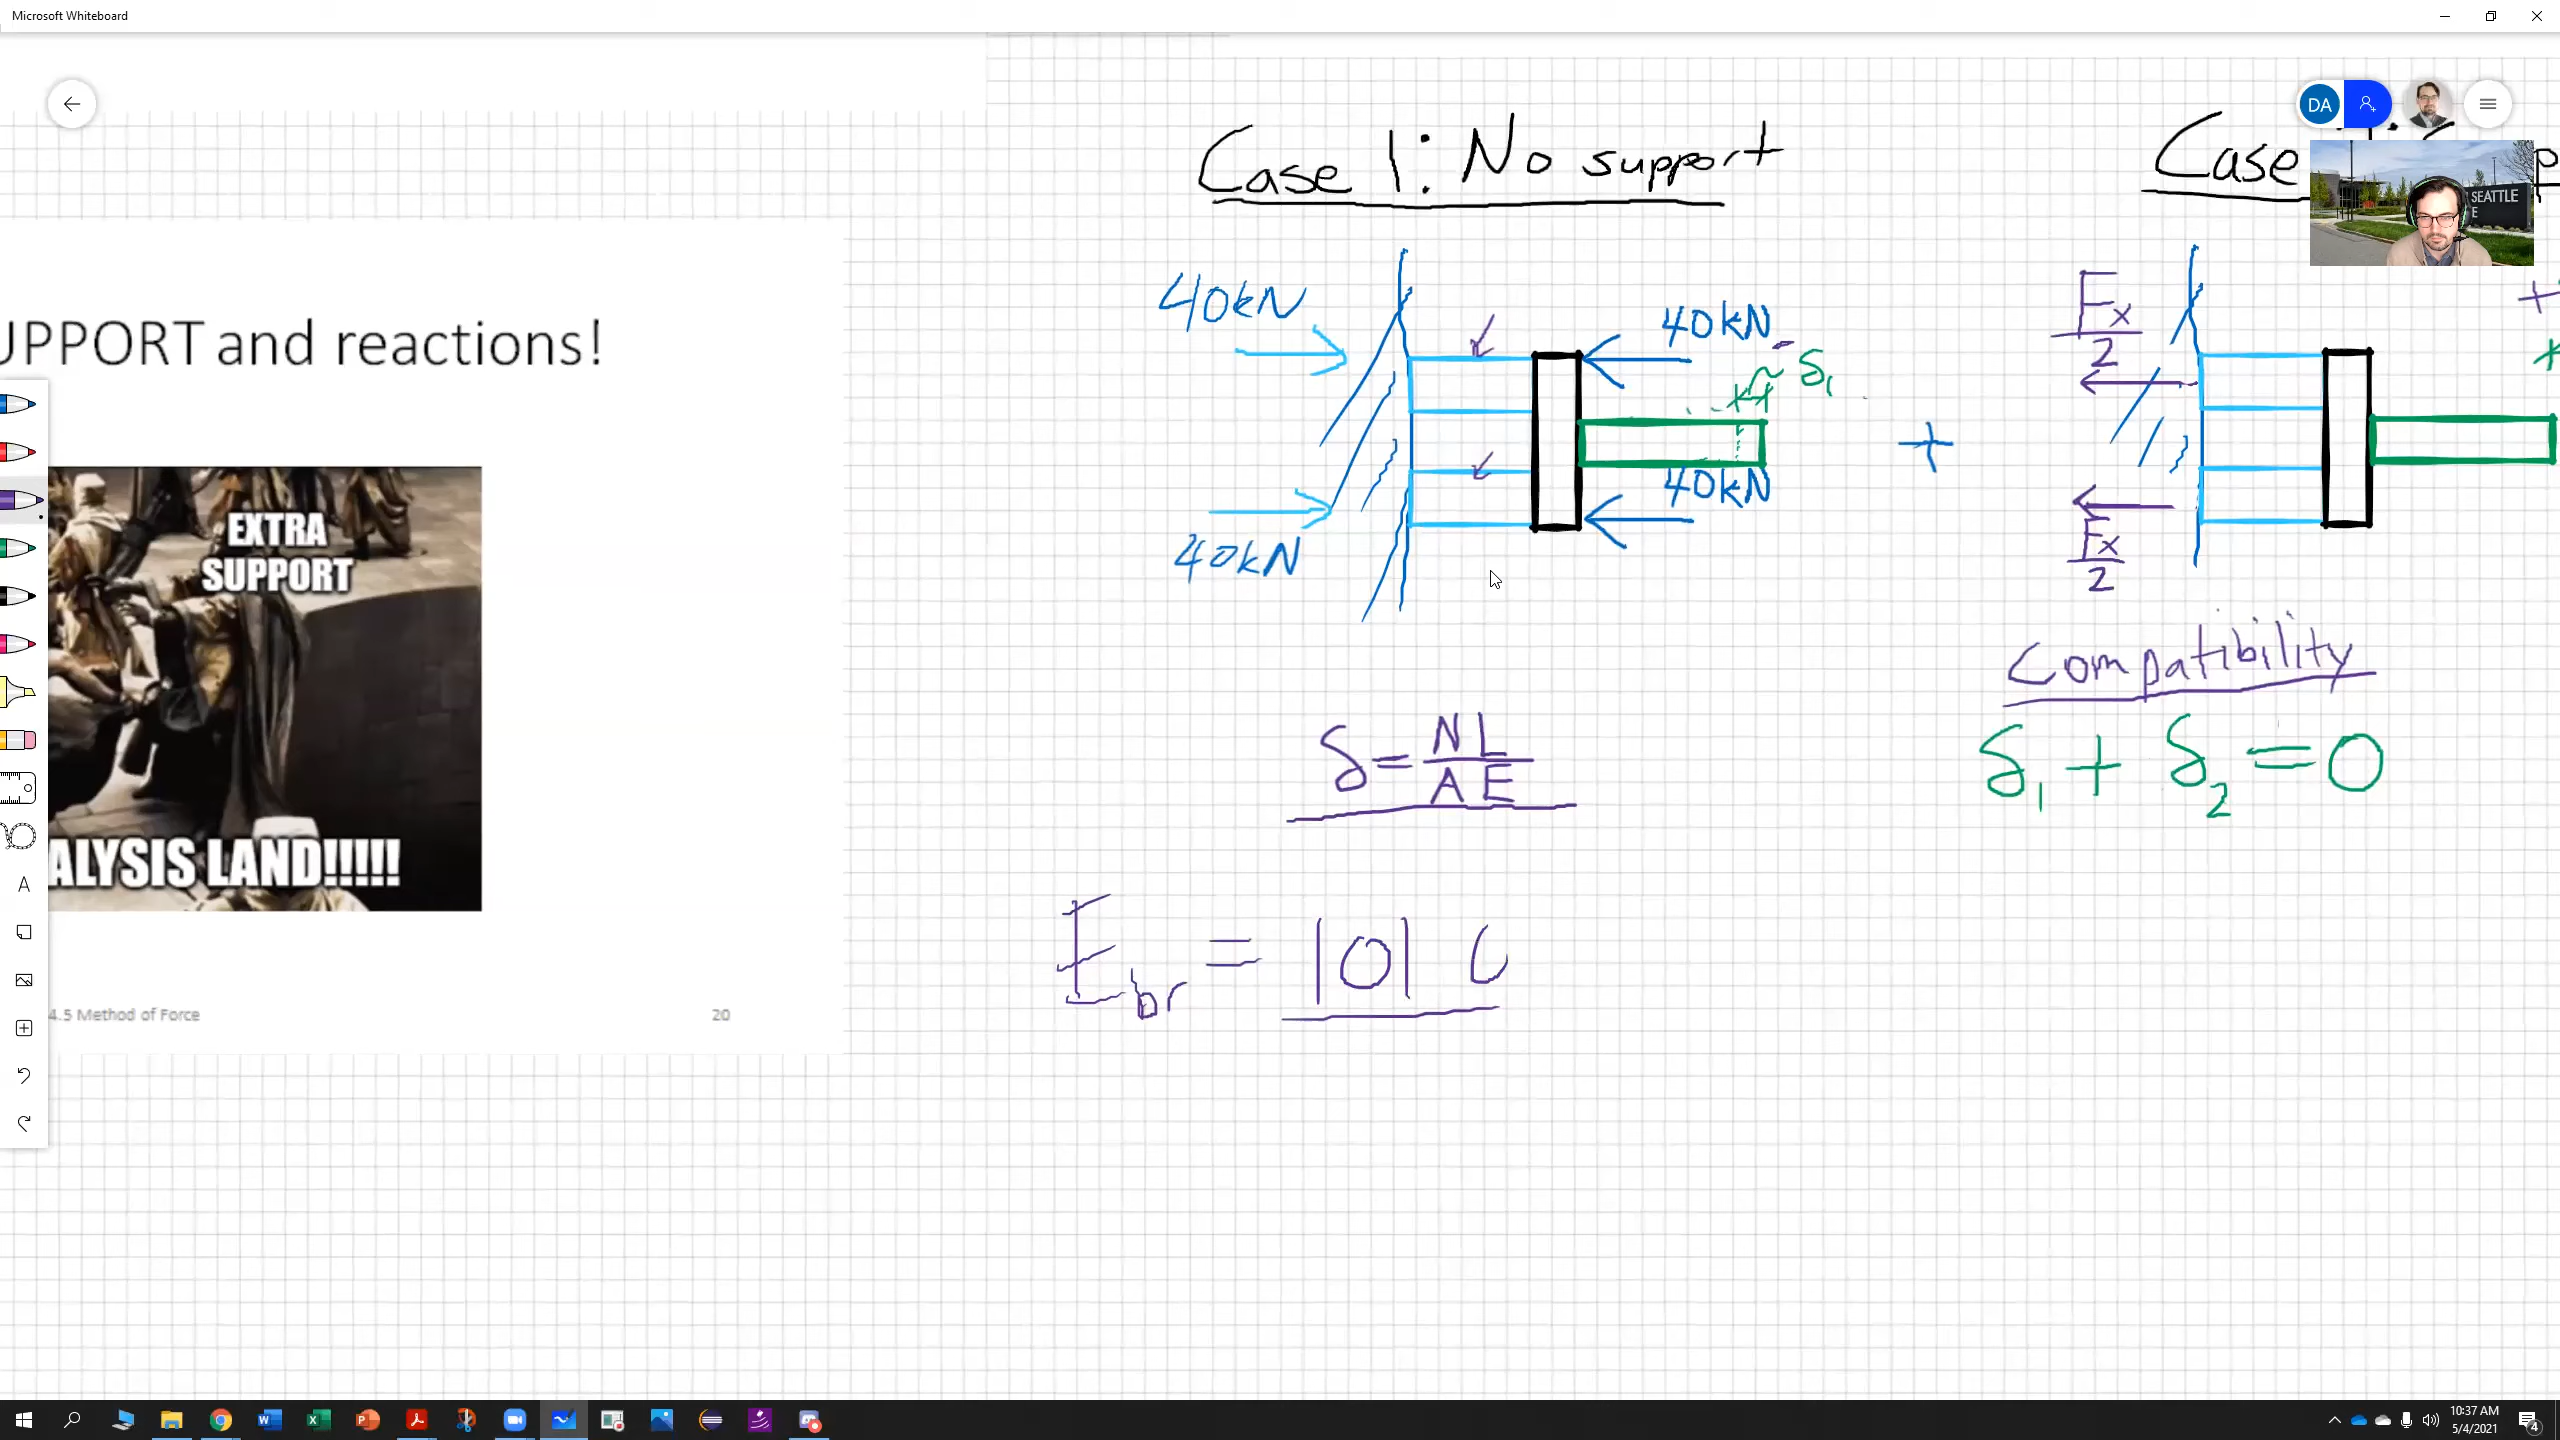 Microsoft Whiteboard
DA
Case 1: No support
Case
SEATTLE
E
UPPORT and reactions!
40kN
40kN
δ₁
40kN
40kN
+
Fx/2
Fx/2
EXTRA
SUPPORT
ALYSIS LAND!!!!!
4.5 Method of Force
20
δ = NL/AE
Ebr = 101 G
Compatibility
δ₁ + δ₂ = 0
A
10:37 AM
5/4/2021
4